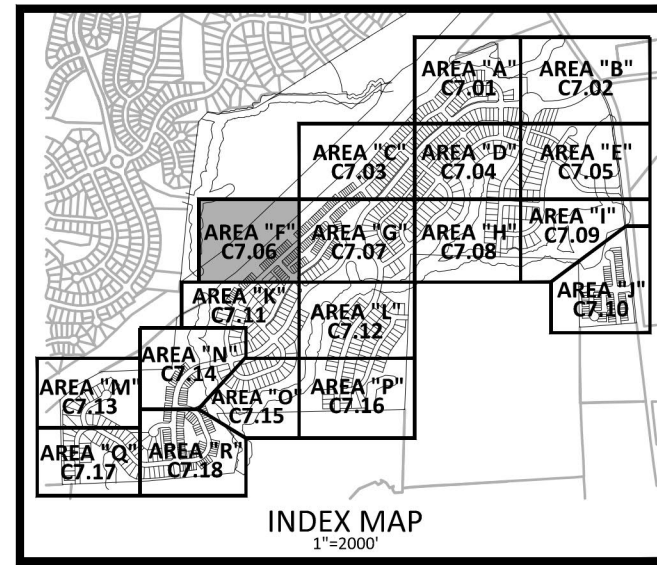 AREA "A"
C7.01
AREA "B"
C7.02
AREA "C"
C7.03
AREA "D"
C7.04
AREA "E"
C7.05
AREA "F"
C7.06
AREA "G"
C7.07
AREA "H"
C7.08
AREA "I"
C7.09
AREA "J"
C7.10
AREA "K"
C7.11
AREA "L"
C7.12
AREA "N"
C7.14
AREA "M"
C7.13
AREA "O"
C7.15
AREA "P"
C7.16
AREA "Q"
C7.17
AREA "R"
C7.18
INDEX MAP
1"=2000'